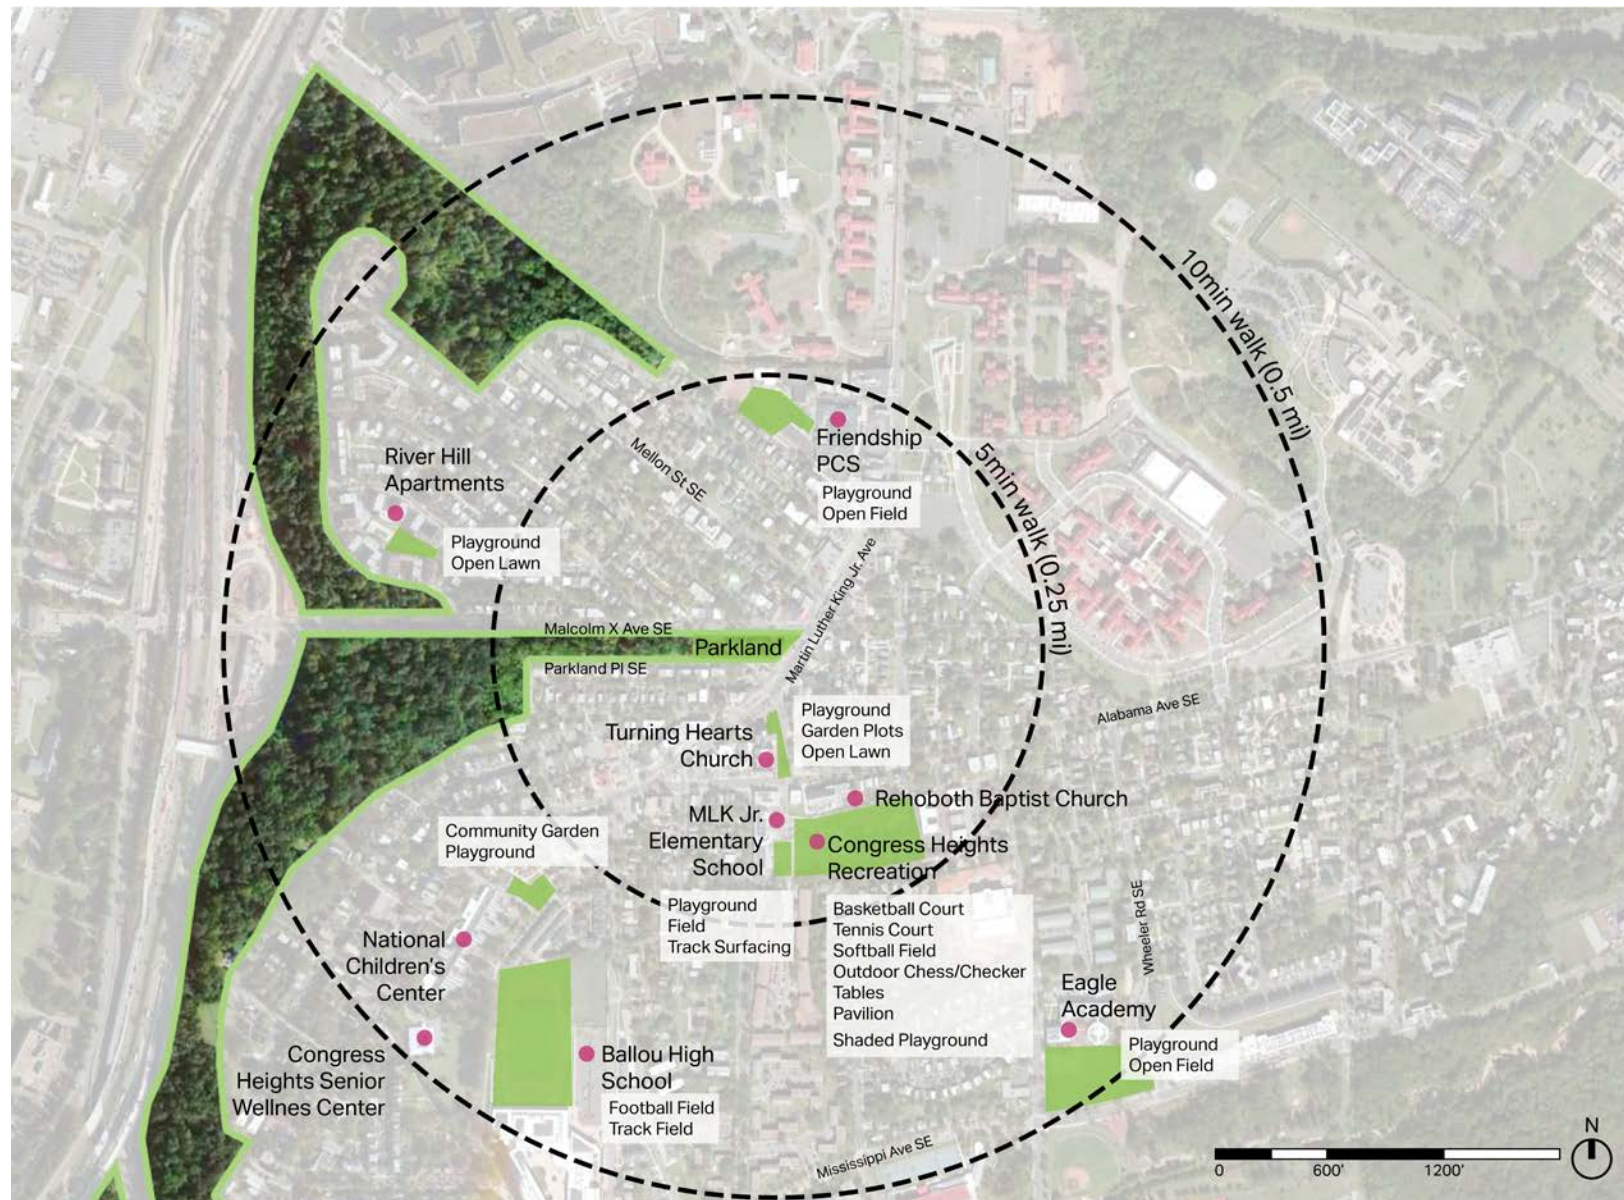 10min walk (0.5 mi)
5min walk (0.25 mi)
Friendship
PCS
Playground
Open Field
Mellon St SE
River Hill
Apartments
Playground
Open Lawn
Martin Luther King Jr. Ave
Malcolm X Ave SE
Parkland
Parkland Pl SE
Alabama Ave SE
Turning Hearts
Church
Playground
Garden Plots
Open Lawn
Rehoboth Baptist Church
MLK Jr.
Elementary
School
Congress Heights
Recreation
Community Garden
Playground
Playground
Field
Track Surfacing
Basketball Court
Tennis Court
Softball Field
Outdoor Chess/Checker
Tables
Pavilion
Shaded Playground
Wheeler Rd SE
National
Children's
Center
Eagle
Academy
Playground
Open Field
Congress
Heights Senior
Wellnes Center
Ballou High
School
Football Field
Track Field
Mississippi Ave SE
N
0
600'
1200'